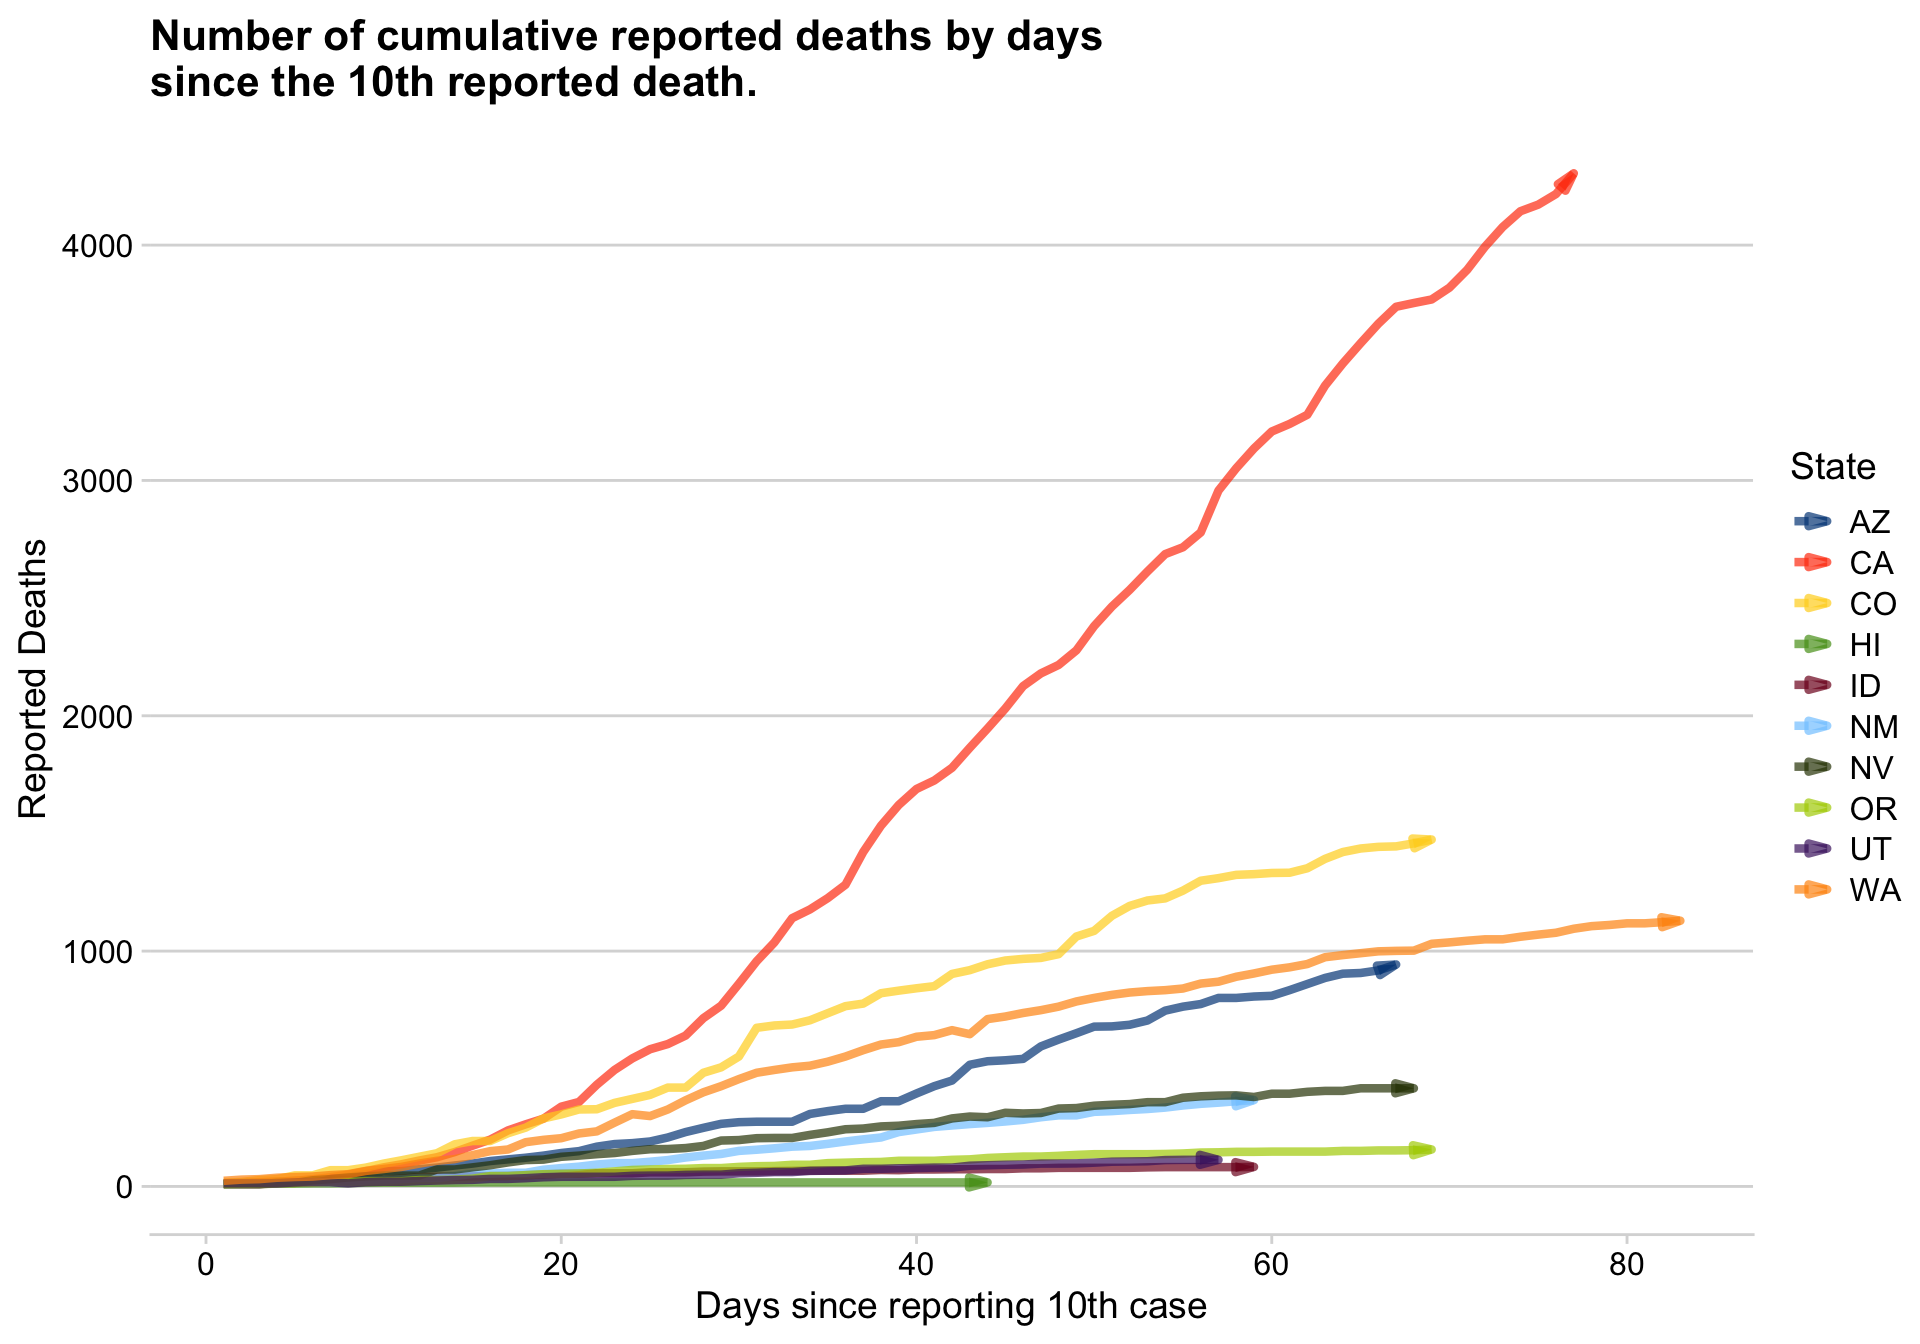 Number of cumulative reported deaths by days
since the 10th reported death.
4000
3000
2000
1000
0
Reported Deaths
0 20 40 60 80
Days since reporting 10th case
State
AZ
CA
CO
HI
ID
NM
NV
OR
UT
WA